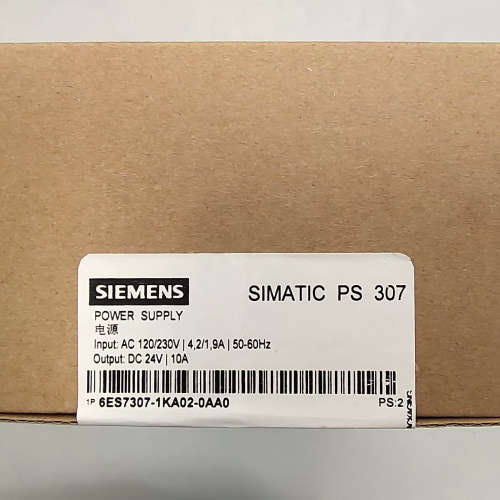 SIEMENS
SIMATIC PS 307
POWER SUPPLY
电源
Input: AC 120/230V | 4,2/1,9A | 50-60Hz
Output: DC 24V | 10A
1P 6ES7307-1KA02-0AA0
PS:2